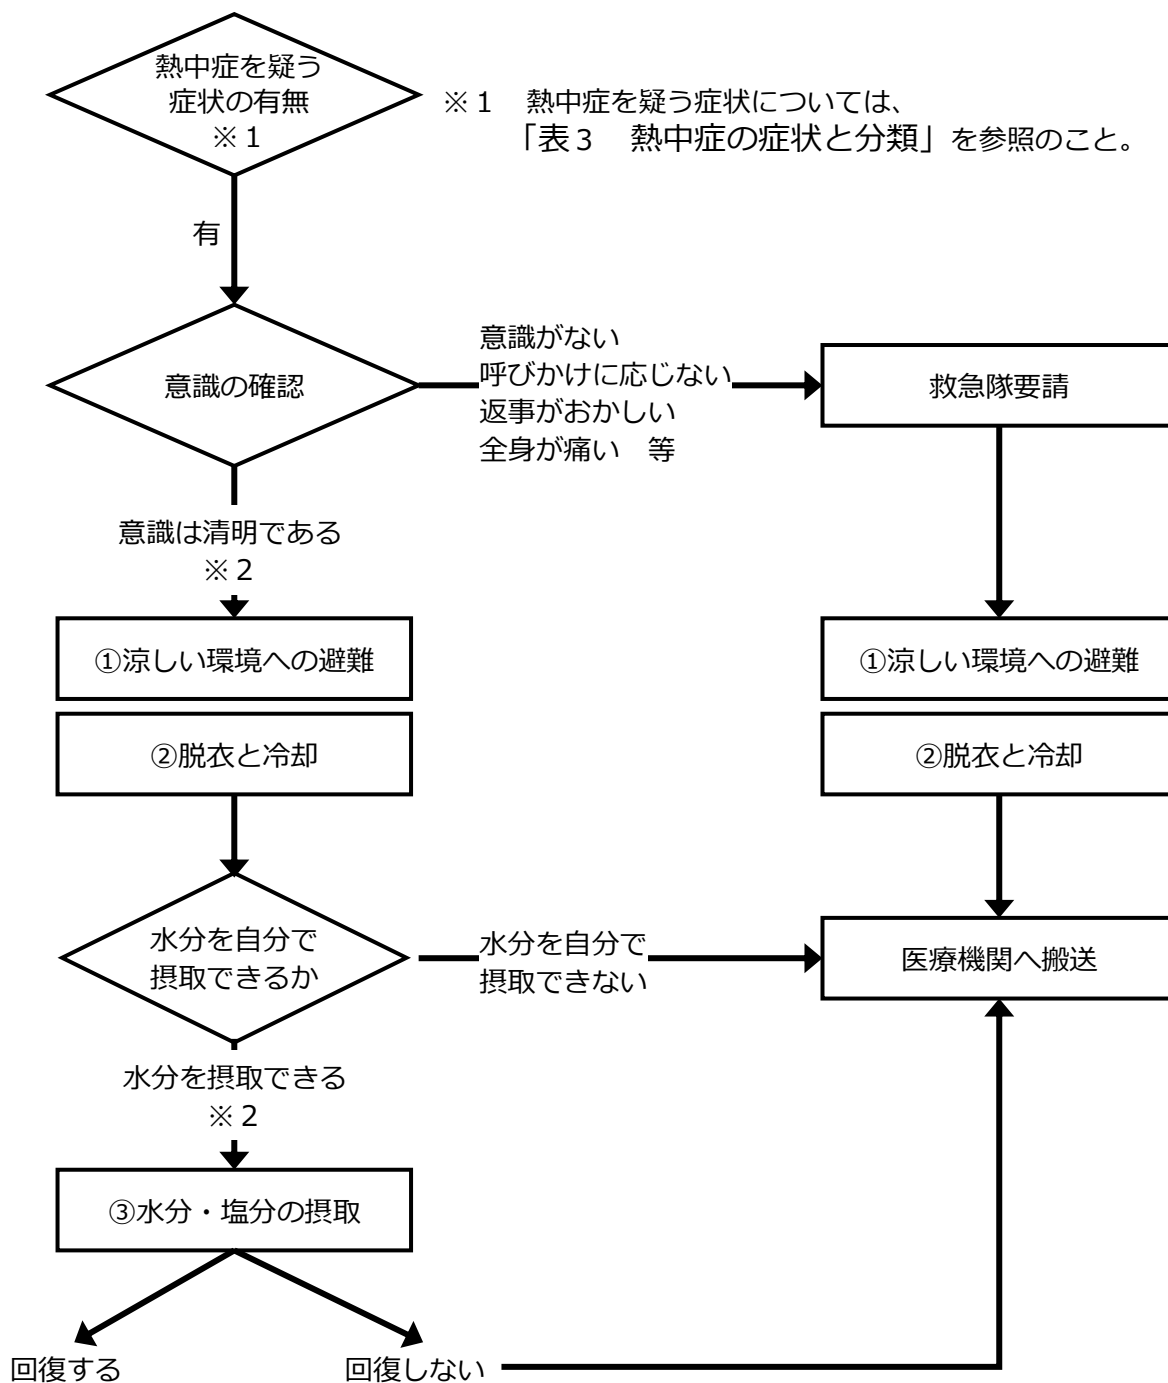 熱中症を疑う
症状の有無
※１
※１　熱中症を疑う症状については、
「表３　熱中症の症状と分類」を参照のこと。
有
意識の確認
意識がない
呼びかけに応じない
返事がおかしい
全身が痛い　等
救急隊要請
意識は清明である
※２
①涼しい環境への避難
①涼しい環境への避難
②脱衣と冷却
②脱衣と冷却
水分を自分で
摂取できるか
水分を自分で
摂取できない
医療機関へ搬送
水分を摂取できる
※２
③水分・塩分の摂取
回復する
回復しない